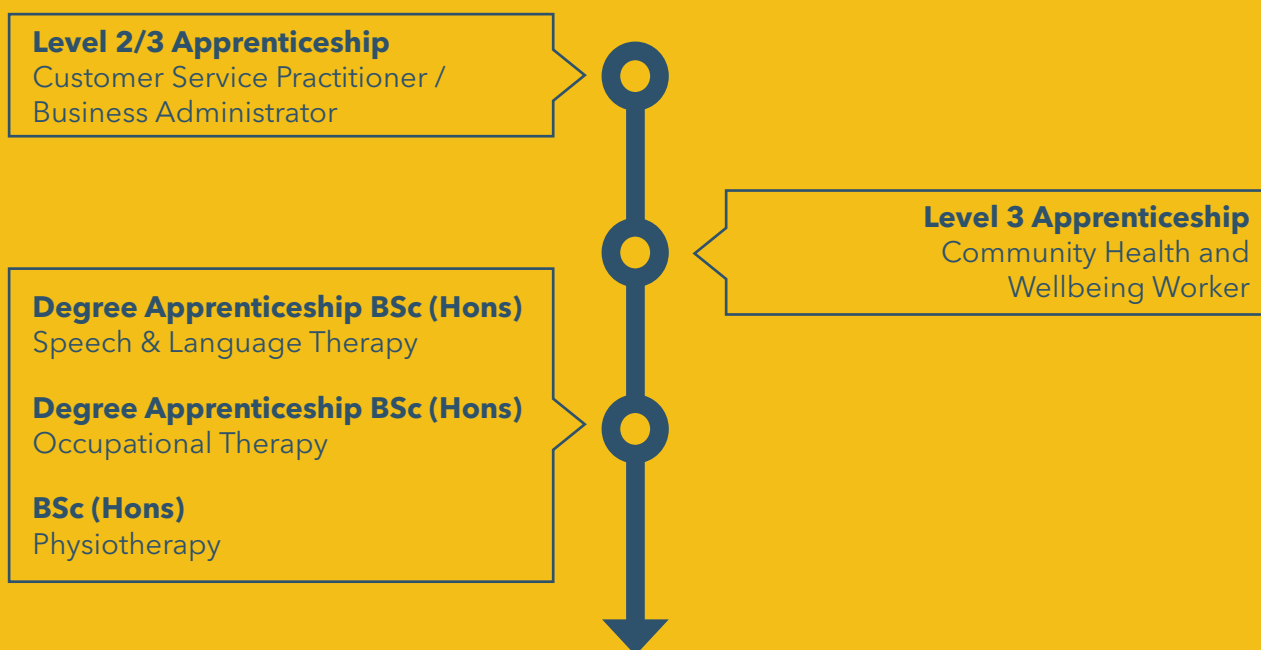 Level 2/3 Apprenticeship
Customer Service Practitioner /
Business Administrator
Level 3 Apprenticeship
Community Health and
Wellbeing Worker
Degree Apprenticeship BSc (Hons)
Speech & Language Therapy
Degree Apprenticeship BSc (Hons)
Occupational Therapy
BSc (Hons)
Physiotherapy